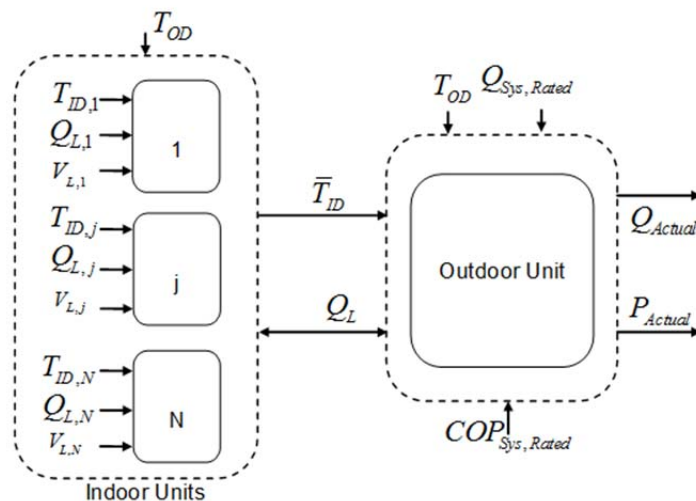 T_OD
T_ID,1
Q_L,1
V_L,1
1
T_ID,j
Q_L,j
V_L,j
j
T_ID,N
Q_L,N
V_L,N
N
Indoor Units
T̅_ID
Q_L
T_OD
Q_Sys,Rated
Outdoor Unit
COP_Sys,Rated
Q_Actual
P_Actual